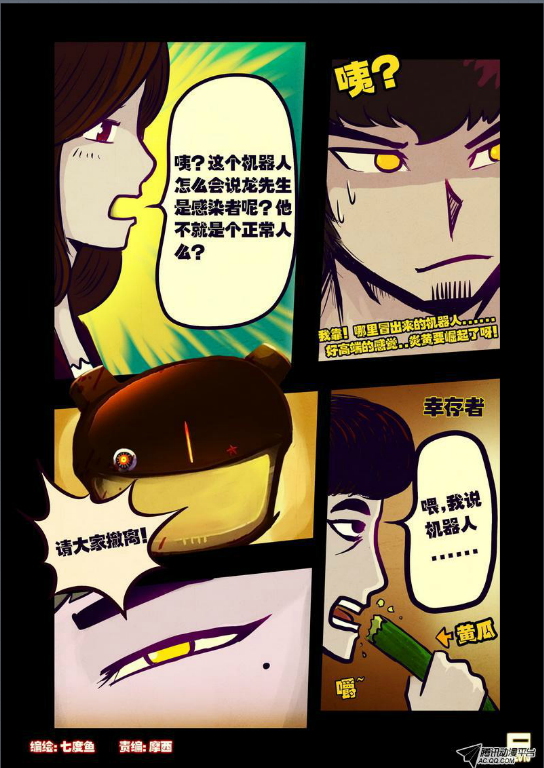 咦？这个机器人
怎么会说龙先生
是感染者呢？他
不就是个正常人
么？
咦？
我靠！哪里冒出来的机器人......
好高端的感觉..炎黄要崛起了呀！
请大家撤离！
幸存者
喂，我说
机器人
......
黄瓜
嚼~
编绘：七度鱼
责编：摩西
腾讯动漫平台
AC.QQ.COM